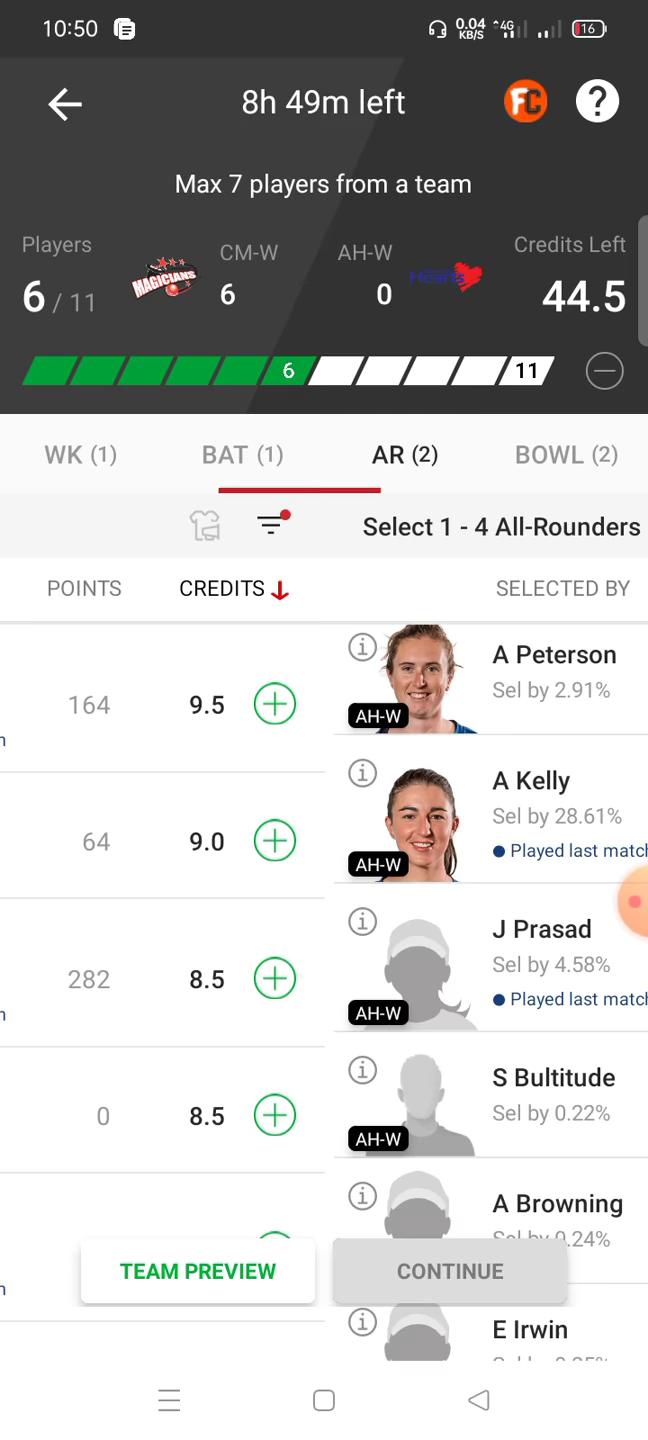 10:50 0.04 KB/S 4G 16
8h 49m left FC ?
Max 7 players from a team
Players CM-W AH-W Credits Left
MAGICIANS Hearts
6 / 11 6 0 44.5
6 11
WK (1) BAT (1) AR (2) BOWL (2)
Select 1 - 4 All-Rounders
POINTS CREDITS ↓ SELECTED BY
A Peterson
Sel by 2.91%
164 9.5 AH-W
n
A Kelly
Sel by 28.61%
64 9.0 Played last match
AH-W
J Prasad
Sel by 4.58%
282 8.5 Played last match
n AH-W
S Bultitude
Sel by 0.22%
0 8.5 AH-W
A Browning
Sel by 0.24%
TEAM PREVIEW CONTINUE
n
E Irwin